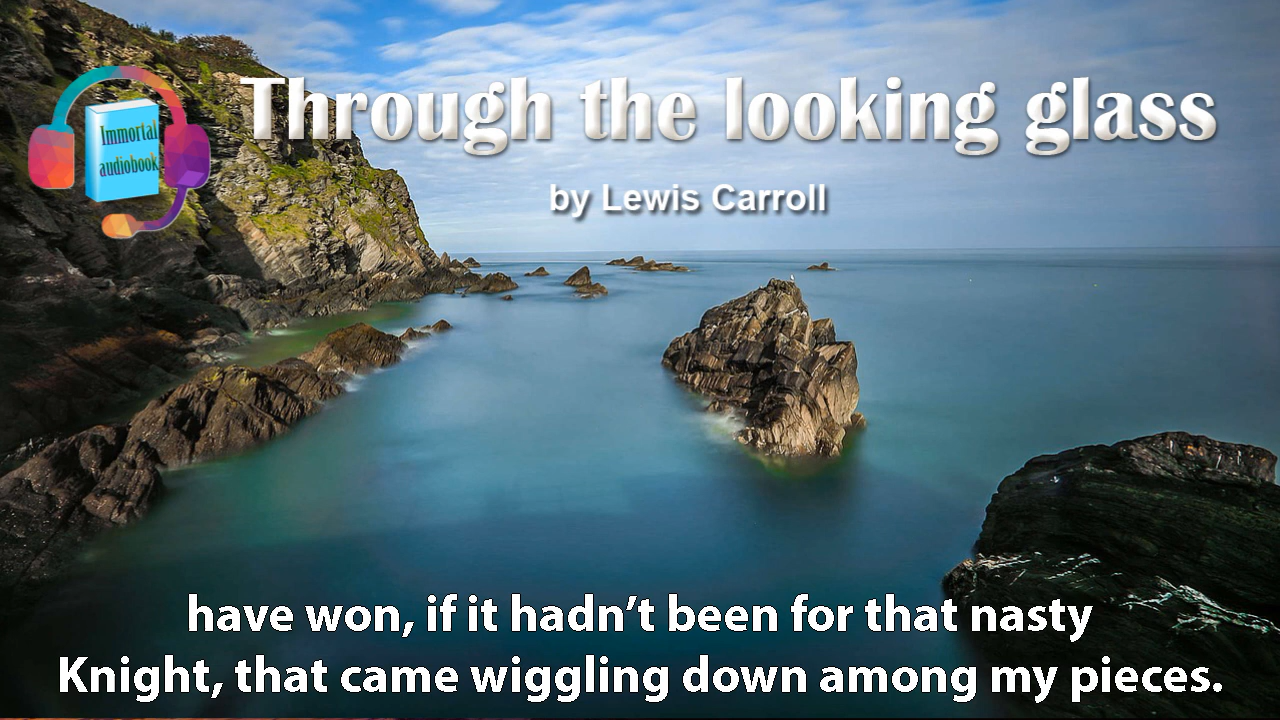 Through the looking glass
Immortal
audiobook
by Lewis Carroll
have won, if it hadn’t been for that nasty
Knight, that came wiggling down among my pieces.